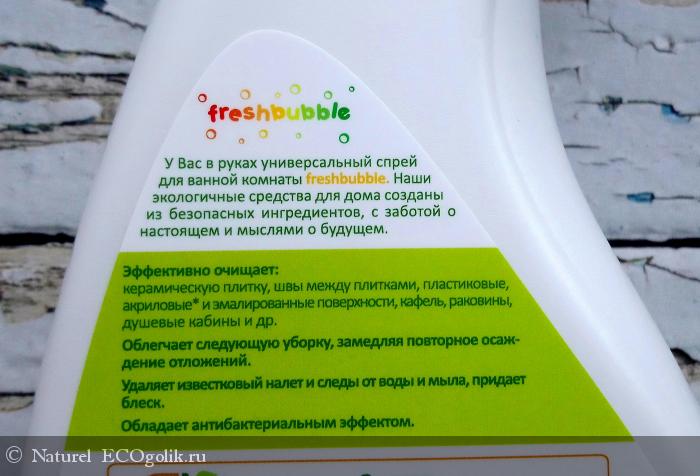 freshbubble
У Вас в руках универсальный спрей
для ванной комнаты freshbubble. Наши
экологичные средства для дома созданы
из безопасных ингредиентов, с заботой о
настоящем и мыслями о будущем.
Эффективно очищает:
керамическую плитку, швы между плитками, пластиковые,
акриловые* и эмалированные поверхности, кафель, раковины,
душевые кабины и др.
Облегчает следующую уборку, замедляя повторное осаж-
дение отложений.
Удаляет известковый налет и следы от воды и мыла, придает
блеск.
Обладает антибактериальным эффектом.
© Naturel ECOgolik.ru